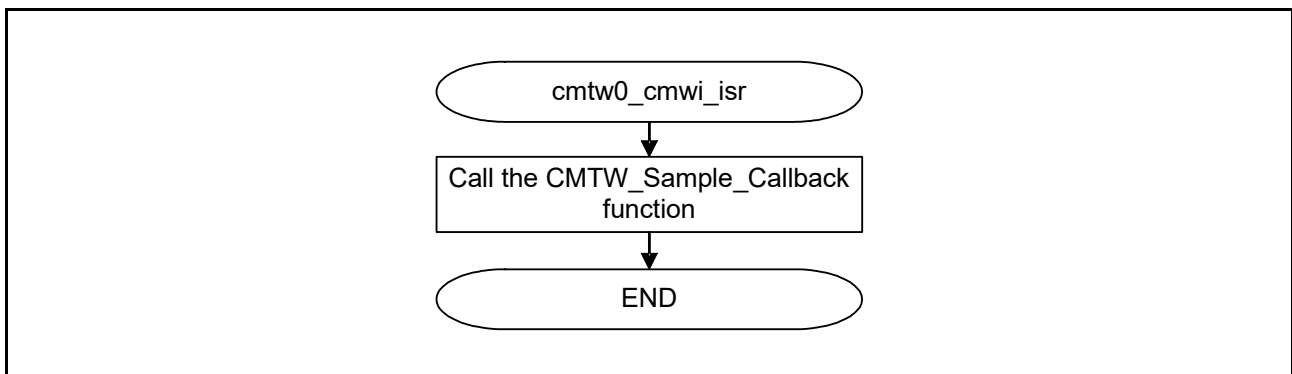 cmtw0_cmwi_isr
Call the CMTW_Sample_Callback
function
END